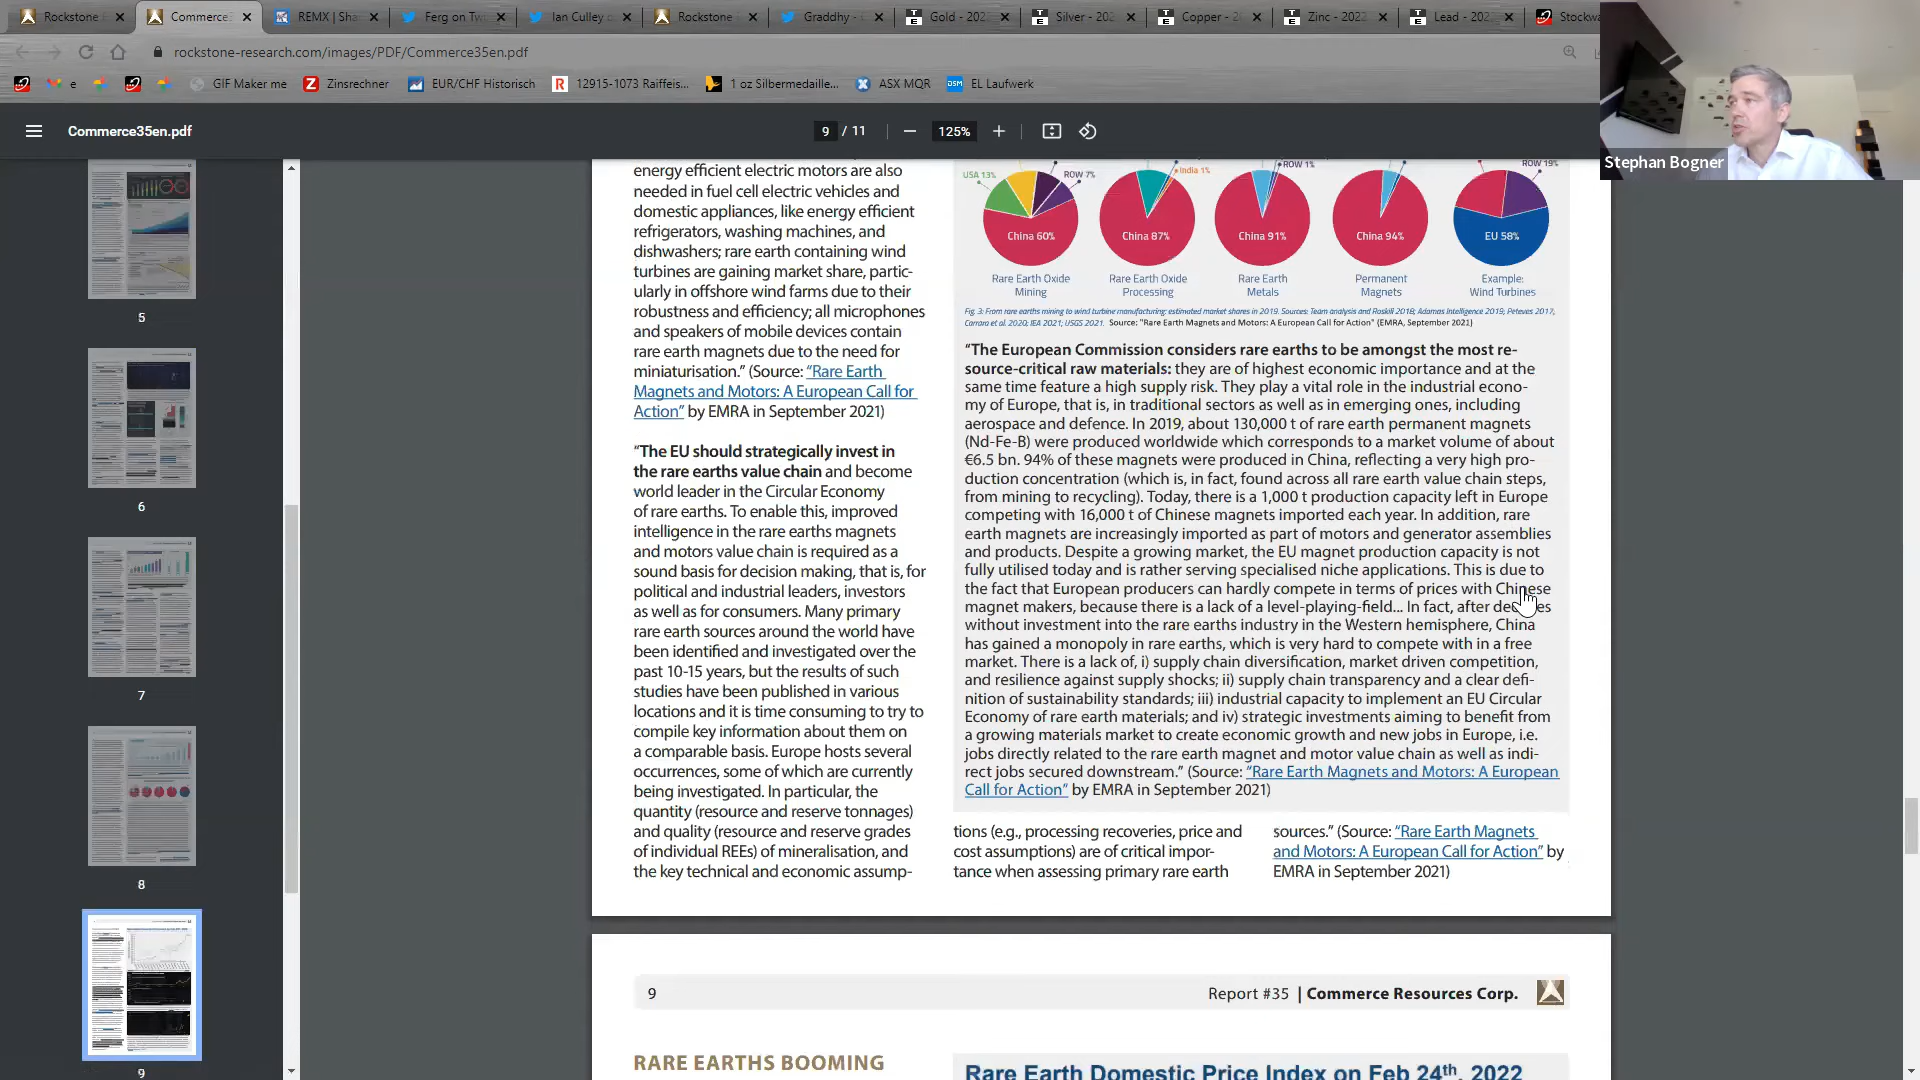 Rockstone E
Commerce
REMX | Sha
Ferg on Tw
Ian Culley o
Rockstone
Graddhy -
Gold - 202
Silver - 202
Copper - 2
Zinc - 2022
Lead - 202
Stockwa
rockstone-research.com/images/PDF/Commerce35en.pdf
e
GIF Maker me
Zinsrechner
EUR/CHF Historisch
12915-1073 Raiffeis...
1 oz Silbermedaille...
ASX MQR
EL Laufwerk
Commerce35en.pdf
9 / 11
125%
Stephan Bogner
5
6
7
8
9
energy efficient electric motors are also
needed in fuel cell electric vehicles and
domestic appliances, like energy efficient
refrigerators, washing machines, and
dishwashers; rare earth containing wind
turbines are gaining market share, partic-
ularly in offshore wind farms due to their
robustness and efficiency; all microphones
and speakers of mobile devices contain
rare earth magnets due to the need for
miniaturisation.” (Source: “Rare Earth
Magnets and Motors: A European Call for
Action” by EMRA in September 2021)
“The EU should strategically invest in
the rare earths value chain and become
world leader in the Circular Economy
of rare earths. To enable this, improved
intelligence in the rare earths magnets
and motors value chain is required as a
sound basis for decision making, that is, for
political and industrial leaders, investors
as well as for consumers. Many primary
rare earth sources around the world have
been identified and investigated over the
past 10-15 years, but the results of such
studies have been published in various
locations and it is time consuming to try to
compile key information about them on
a comparable basis. Europe hosts several
occurrences, some of which are currently
being investigated. In particular, the
quantity (resource and reserve tonnages)
and quality (resource and reserve grades
of individual REEs) of mineralisation, and
the key technical and economic assump-
USA 13%
ROW 7%
India 1%
ROW 1%
ROW 19%
China 60%
China 87%
China 91%
China 94%
EU 58%
Rare Earth Oxide
Mining
Rare Earth Oxide
Processing
Rare Earth
Metals
Permanent
Magnets
Example:
Wind Turbines
Fig. 3: From rare earths mining to wind turbine manufacturing: estimated market shares in 2019. Sources: Team analysis and Roskill 2018; Adamas Intelligence 2019; Peteves 2017,
Carrara et al. 2020; IEA 2021; USGS 2021. Source: "Rare Earth Magnets and Motors: A European Call for Action" (EMRA, September 2021)
“The European Commission considers rare earths to be amongst the most re-
source-critical raw materials: they are of highest economic importance and at the
same time feature a high supply risk. They play a vital role in the industrial econo-
my of Europe, that is, in traditional sectors as well as in emerging ones, including
aerospace and defence. In 2019, about 130,000 t of rare earth permanent magnets
(Nd-Fe-B) were produced worldwide which corresponds to a market volume of about
€6.5 bn. 94% of these magnets were produced in China, reflecting a very high pro-
duction concentration (which is, in fact, found across all rare earth value chain steps,
from mining to recycling). Today, there is a 1,000 t production capacity left in Europe
competing with 16,000 t of Chinese magnets imported each year. In addition, rare
earth magnets are increasingly imported as part of motors and generator assemblies
and products. Despite a growing market, the EU magnet production capacity is not
fully utilised today and is rather serving specialised niche applications. This is due to
the fact that European producers can hardly compete in terms of prices with Chinese
magnet makers, because there is a lack of a level-playing-field... In fact, after decades
without investment into the rare earths industry in the Western hemisphere, China
has gained a monopoly in rare earths, which is very hard to compete with in a free
market. There is a lack of, i) supply chain diversification, market driven competition,
and resilience against supply shocks; ii) supply chain transparency and a clear defi-
nition of sustainability standards; iii) industrial capacity to implement an EU Circular
Economy of rare earth materials; and iv) strategic investments aiming to benefit from
a growing materials market to create economic growth and new jobs in Europe, i.e.
jobs directly related to the rare earth magnet and motor value chain as well as indi-
rect jobs secured downstream.” (Source: “Rare Earth Magnets and Motors: A European
Call for Action” by EMRA in September 2021)
tions (e.g., processing recoveries, price and
cost assumptions) are of critical impor-
tance when assessing primary rare earth
sources.” (Source: “Rare Earth Magnets
and Motors: A European Call for Action” by
EMRA in September 2021)
9
Report #35 | Commerce Resources Corp.
RARE EARTHS BOOMING
Rare Earth Domestic Price Index on Feb 24th, 2022